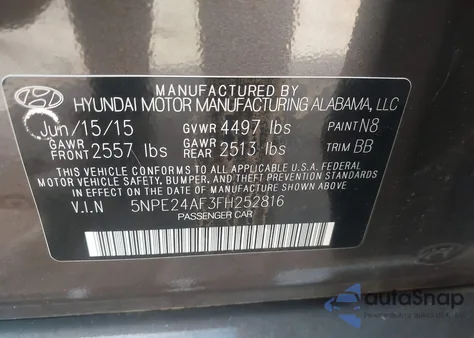 MANUFACTURED BY
HYUNDAI MOTOR MANUFACTURING ALABAMA, LLC
Jun/15/15 GVWR 4497 lbs PAINT N8
GAWR FRONT 2557 lbs GAWR REAR 2513 lbs TRIM BB
THIS VEHICLE CONFORMS TO ALL APPLICABLE U.S.A. FEDERAL
MOTOR VEHICLE SAFETY, BUMPER, AND THEFT PREVENTION STANDARDS
IN EFFECT ON THE DATE OF MANUFACTURE SHOWN ABOVE.
V.I.N 5NPE24AF3FH252816
PASSENGER CAR
autoSnap